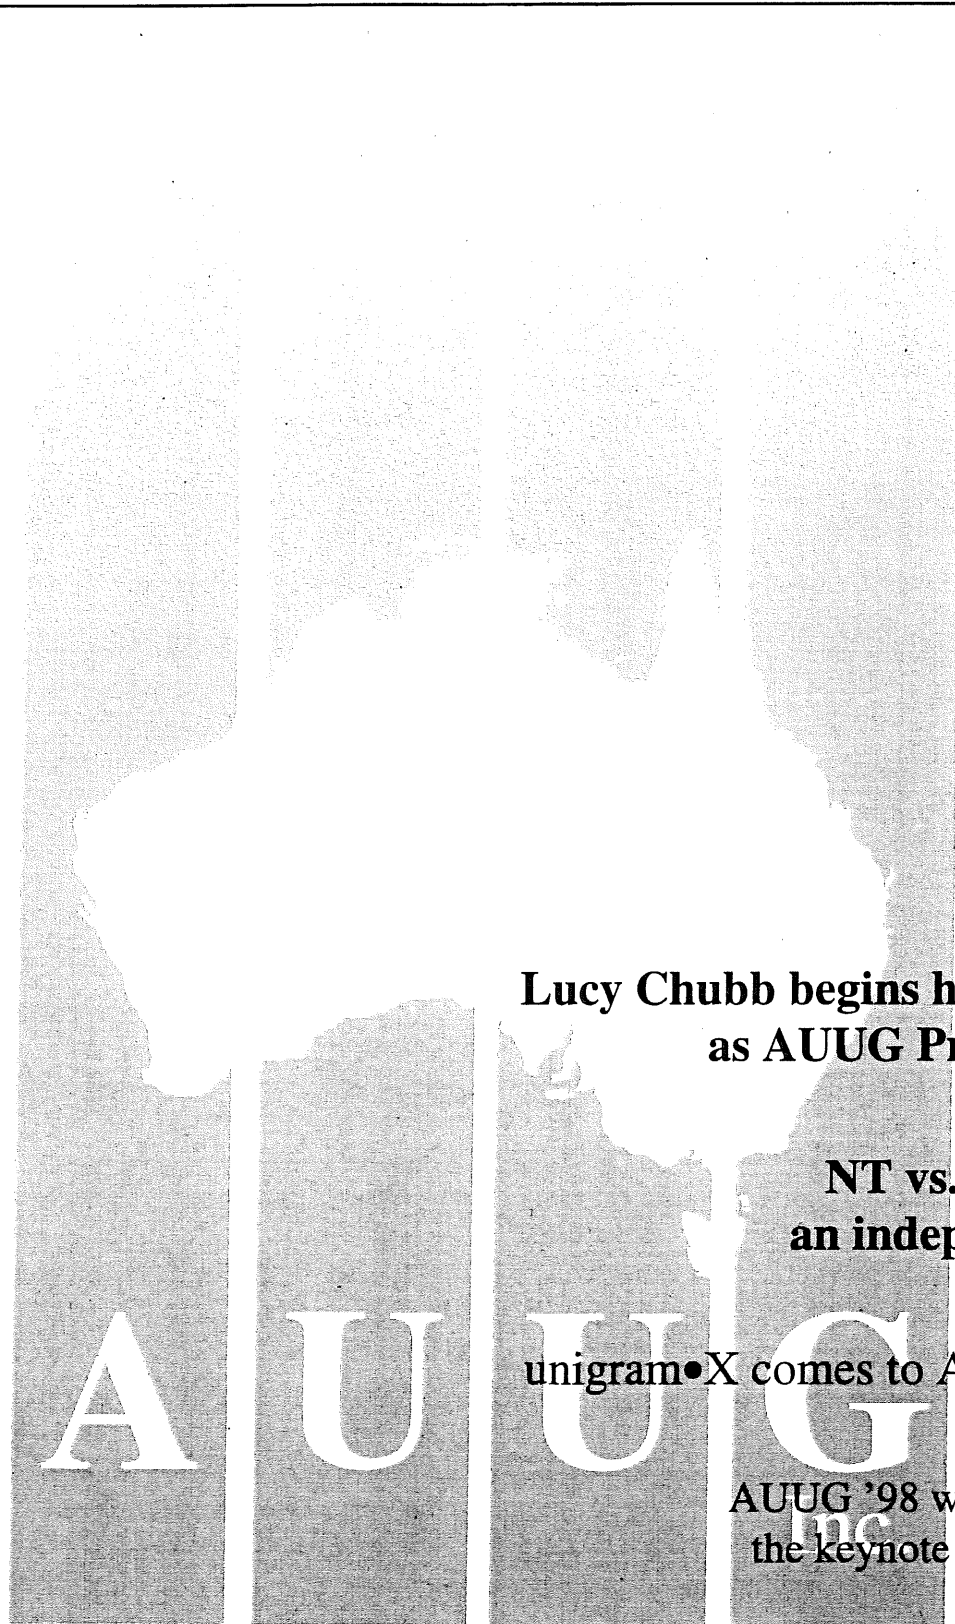 Lucy Chubb begins h
as AUUG Pr
NT vs.
an indep
A U U G
unigram•X comes to A
Inc
AUUG '98 w
the keynote